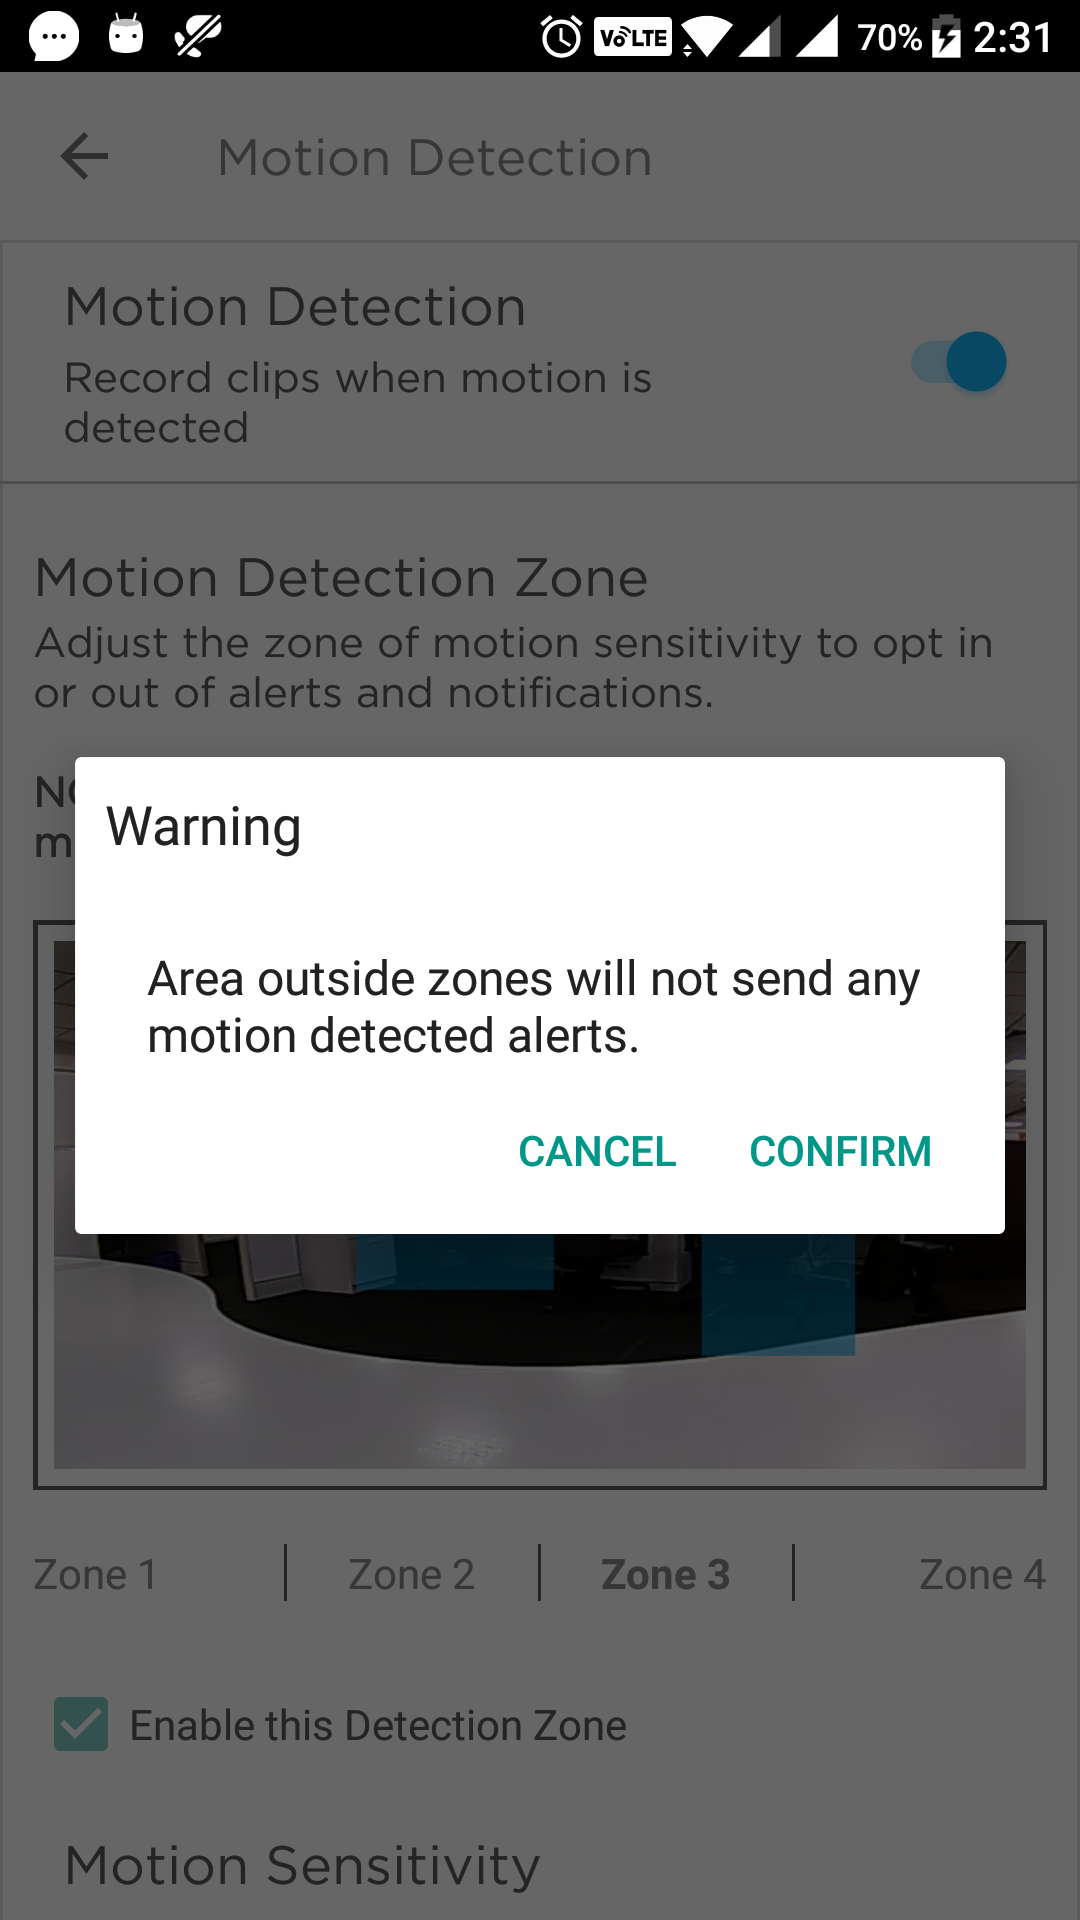 VoLTE 70% 2:31
Motion Detection
Motion Detection
Record clips when motion is
detected
Motion Detection Zone
Adjust the zone of motion sensitivity to opt in
or out of alerts and notifications.
Warning
Area outside zones will not send any
motion detected alerts.
CANCEL CONFIRM
Zone 1 Zone 2 Zone 3 Zone 4
Enable this Detection Zone
Motion Sensitivity